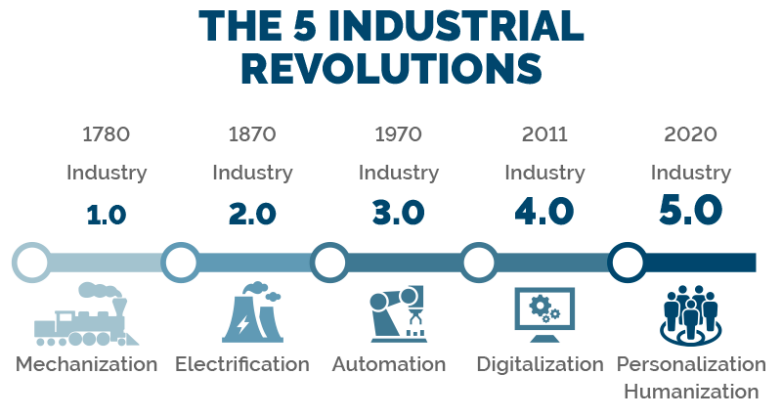 THE 5 INDUSTRIAL
REVOLUTIONS
1780 1870 1970 2011 2020
Industry Industry Industry Industry Industry
1.0 2.0 3.0 4.0 5.0
Mechanization Electrification Automation Digitalization Personalization
Humanization